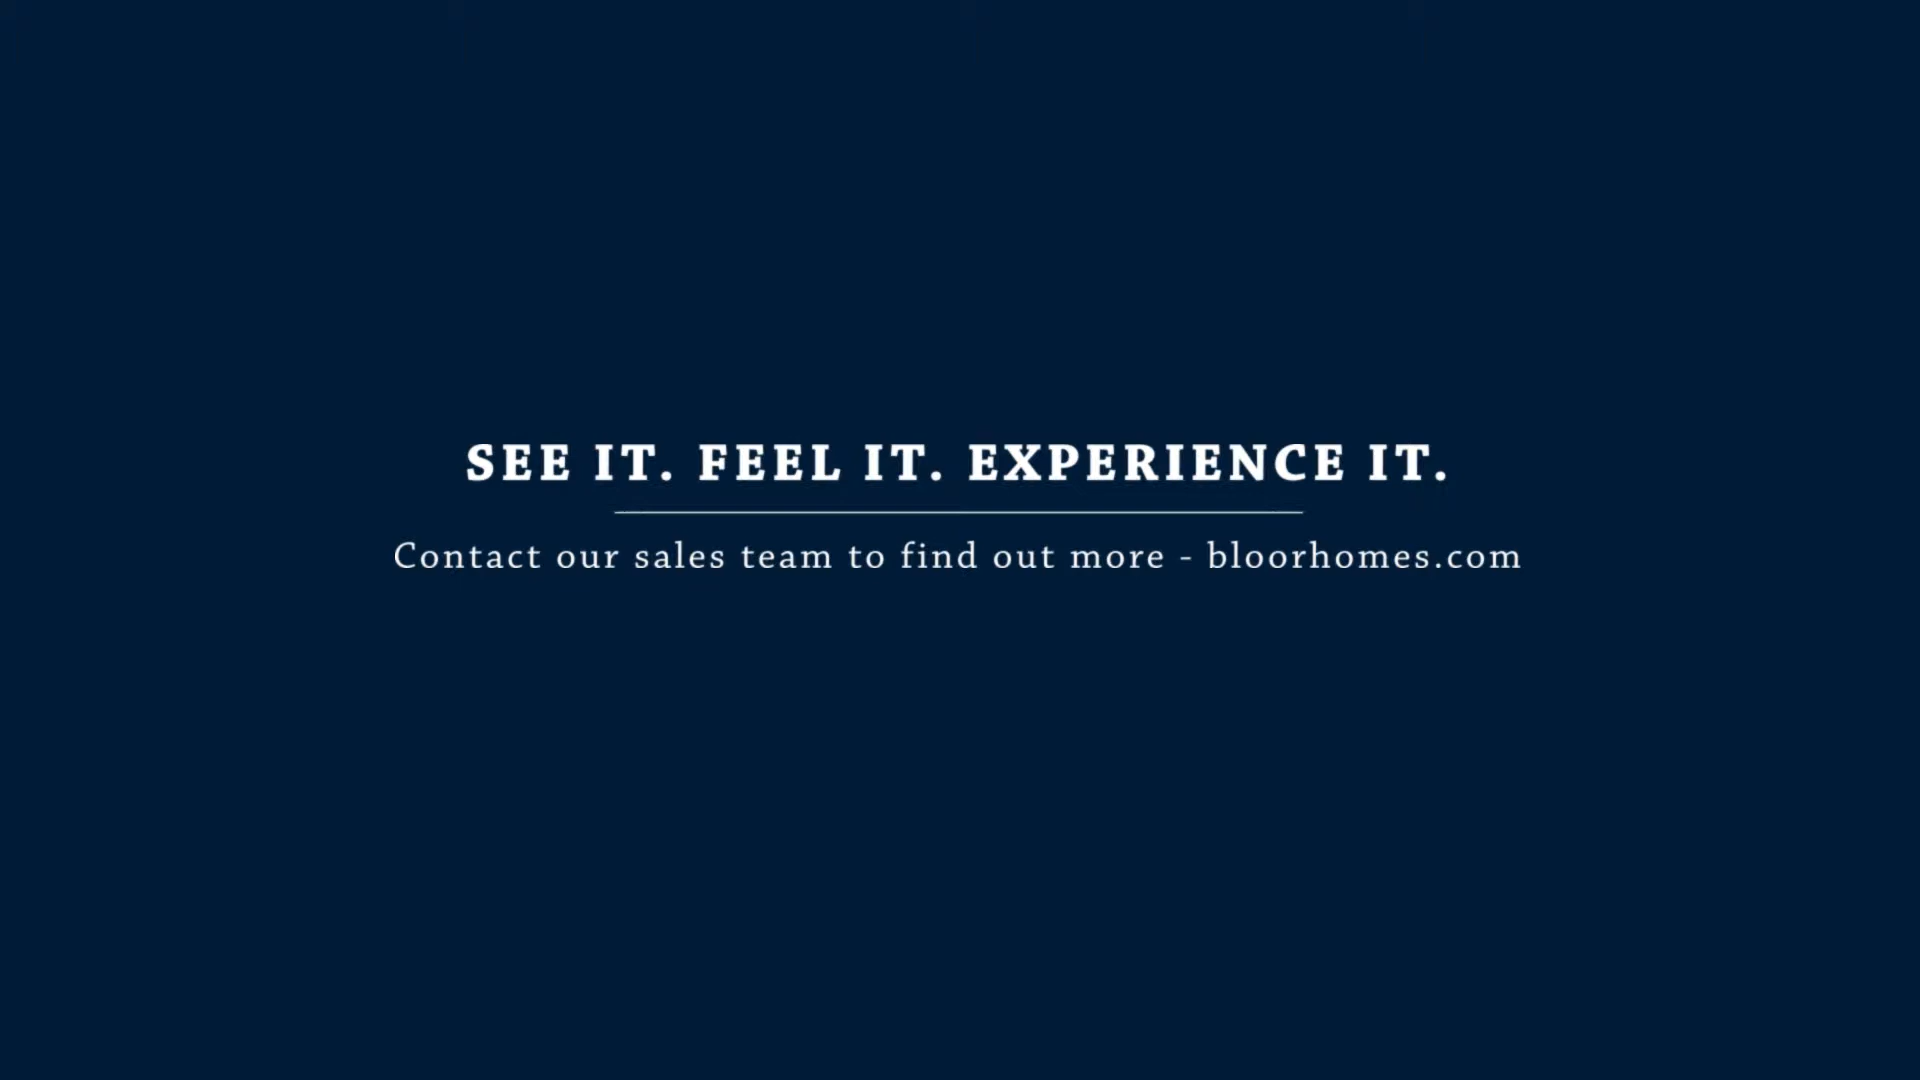 SEE IT. FEEL IT. EXPERIENCE IT.
Contact our sales team to find out more - bloorhomes.com